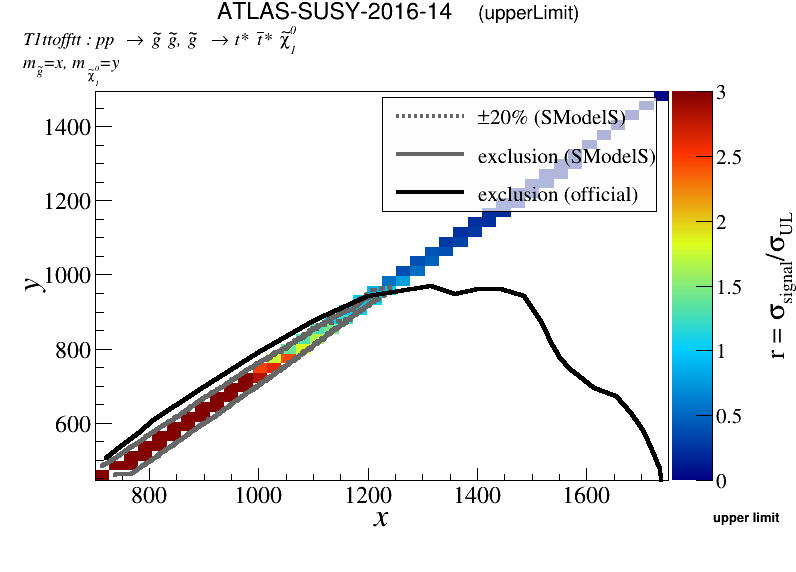 ATLAS-SUSY-2016-14 (upperLimit)
T1ttofftt : pp → g̃ g̃, g̃ → t* t̄* χ̃₁⁰
m_g̃=x, m_χ̃₁⁰=y
±20% (SModelS)
exclusion (SModelS)
exclusion (official)
1400
1200
1000
800
600
y
800 1000 1200 1400 1600
x
3
2.5
2
1.5
1
0.5
0
r = σ_signal/σ_UL
upper limit